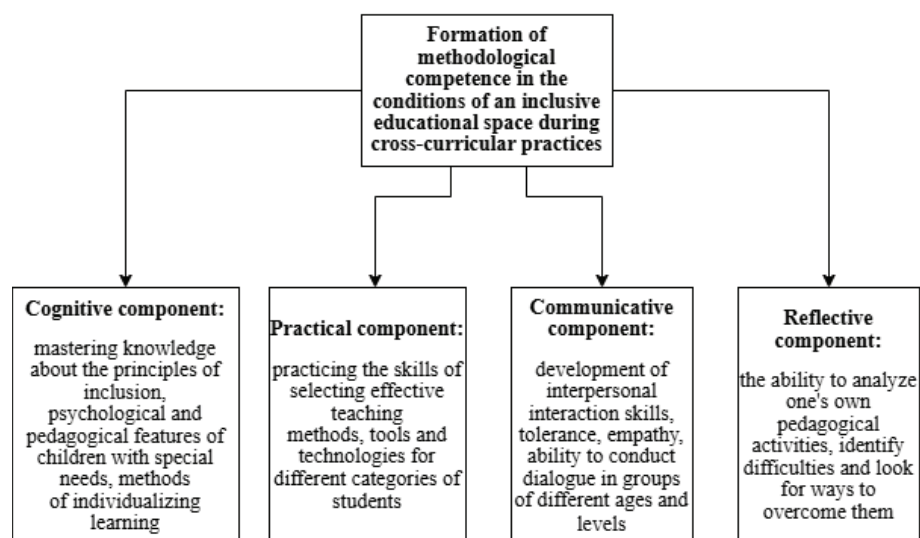 Formation of
methodological
competence in the
conditions of an inclusive
educational space during
cross-curricular practices
Cognitive component:
mastering knowledge
about the principles of
inclusion,
psychological and
pedagogical features of
children with special
needs, methods
of individualizing
learning
Practical component:
practicing the skills of
selecting effective
teaching
methods, tools and
technologies for
different categories of
students
Communicative
component:
development of
interpersonal
interaction skills,
tolerance, empathy,
ability to conduct
dialogue in groups
of different ages and
levels
Reflective
component:
the ability to analyze
one's own
pedagogical
activities, identify
difficulties and look
for ways to
overcome them